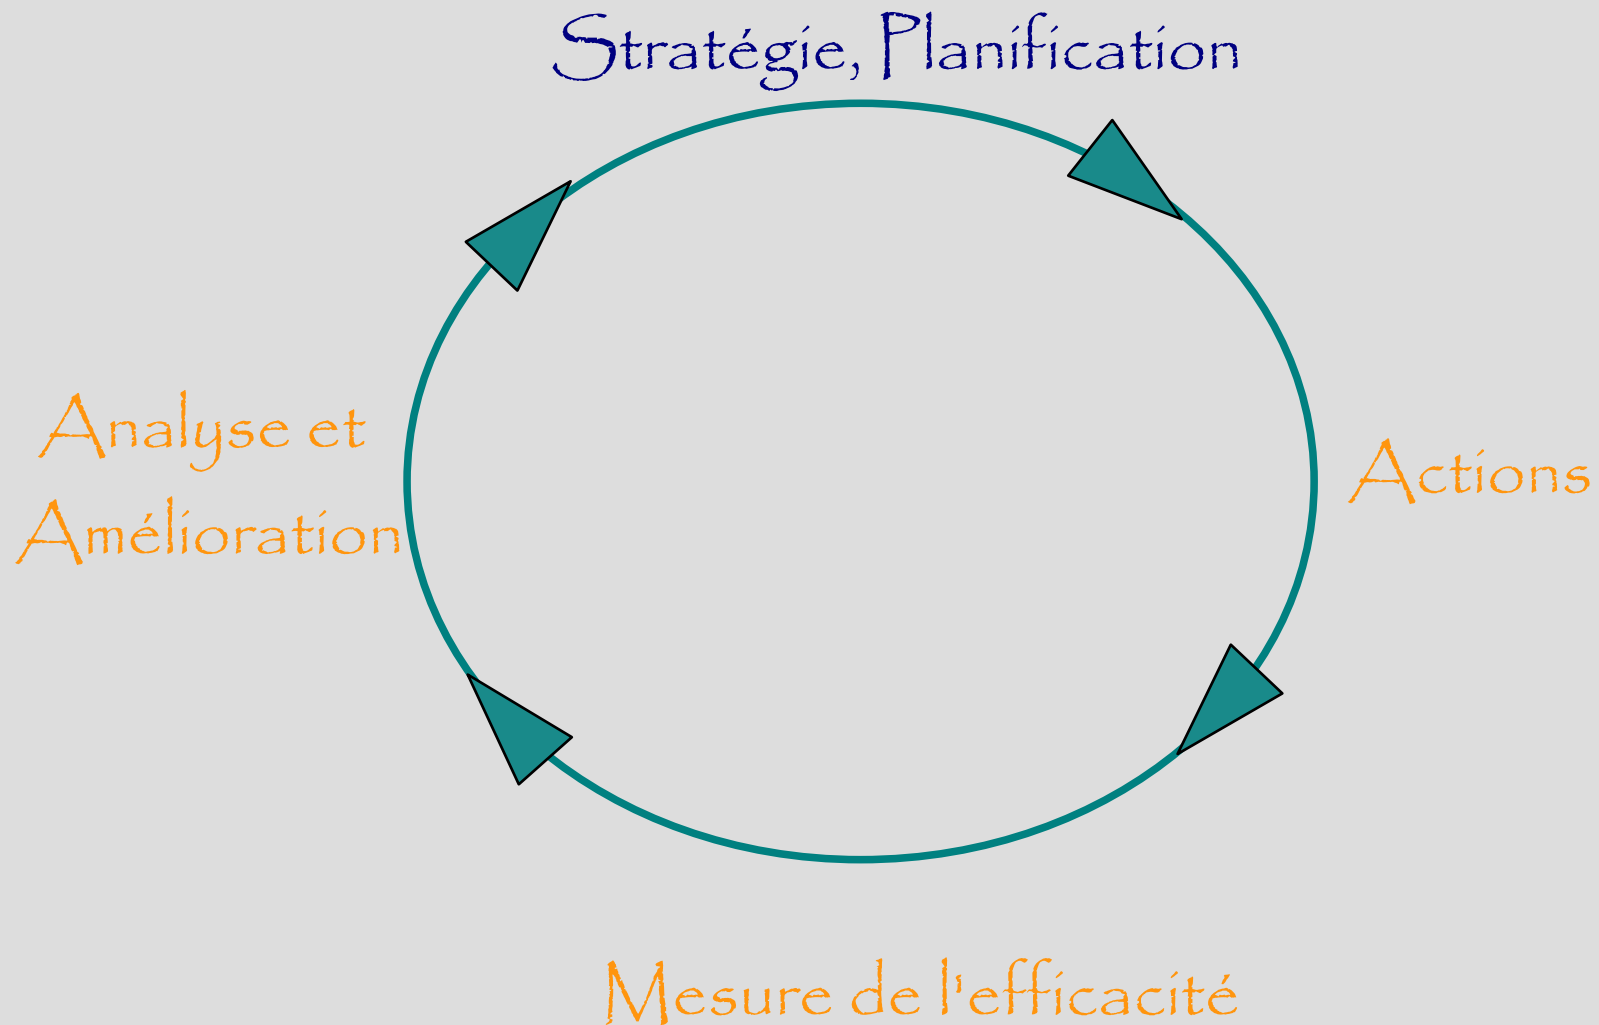 Stratégie, Planification
Analyse et
Amélioration
Actions
Mesure de l'efficacité